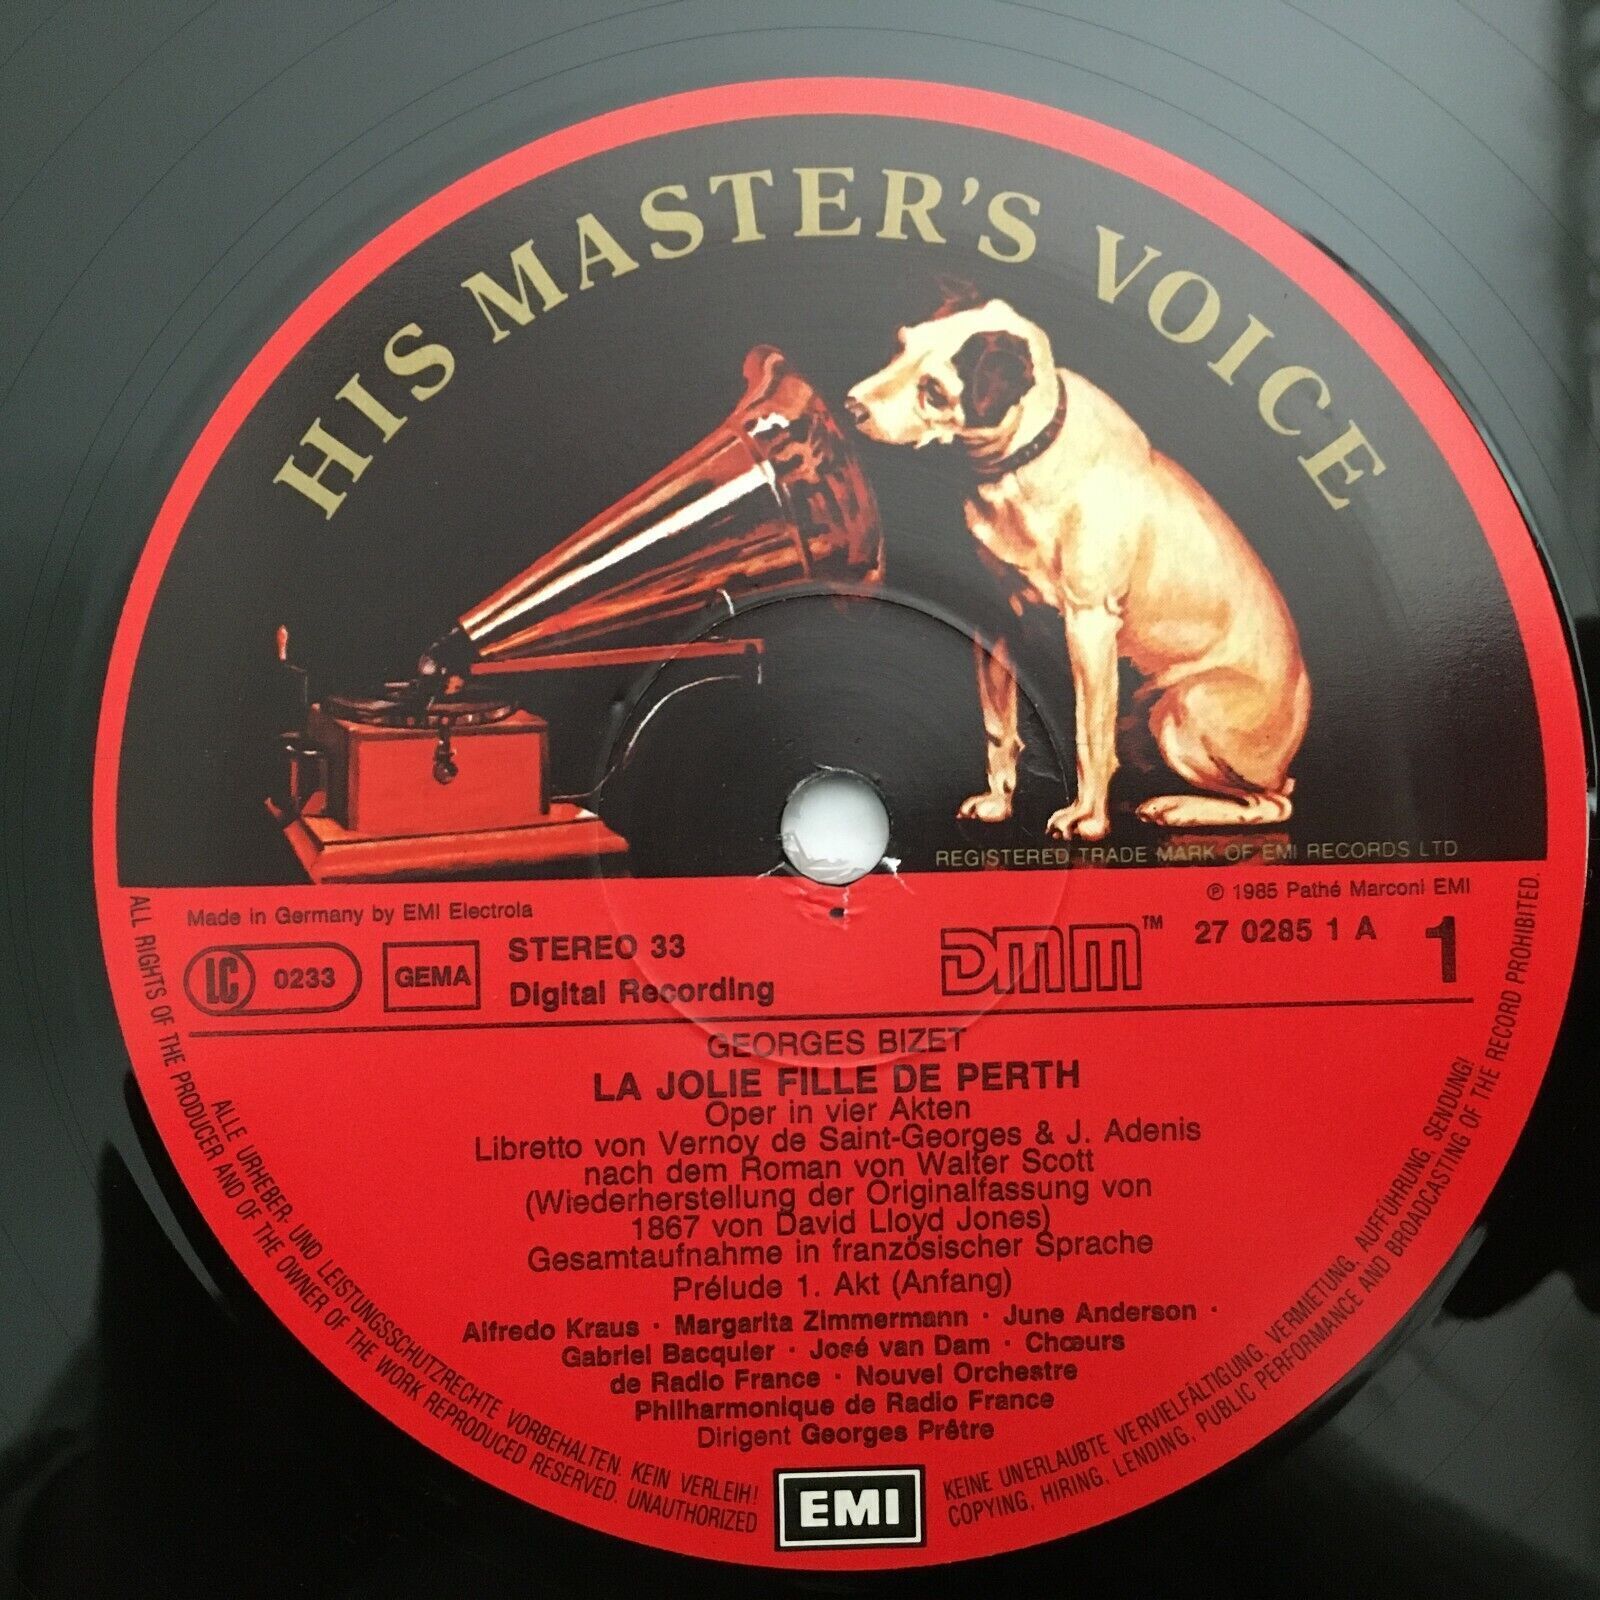 HIS MASTER'S VOICE
REGISTERED TRADE MARK OF EMI RECORDS LTD
℗ 1985 Pathé Marconi EMI
Made in Germany by EMI Electrola
LC 0233 GEMA
STEREO 33
Digital Recording
DMM™
27 0285 1 A
1
GEORGES BIZET
LA JOLIE FILLE DE PERTH
Oper in vier Akten
Libretto von Vernoy de Saint-Georges & J. Adenis
nach dem Roman von Walter Scott
(Wiederherstellung der Originalfassung von
1867 von David Lloyd Jones)
Gesamtaufnahme in französischer Sprache
Prélude 1. Akt (Anfang)
Alfredo Kraus · Margarita Zimmermann · June Anderson ·
Gabriel Bacquier · José van Dam · Chœurs
de Radio France · Nouvel Orchestre
Philharmonique de Radio France
Dirigent Georges Prêtre
EMI
ALLE URHEBER- UND LEISTUNGSSCHUTZRECHTE VORBEHALTEN. KEIN VERLEIH!
KEINE UNERLAUBTE VERVIELFÄLTIGUNG, VERMIETUNG, AUFFÜHRUNG, SENDUNG!
ALL RIGHTS OF THE PRODUCER AND OF THE OWNER OF THE WORK REPRODUCED RESERVED. UNAUTHORIZED
COPYING, HIRING, LENDING, PUBLIC PERFORMANCE AND BROADCASTING OF THE RECORD PROHIBITED.